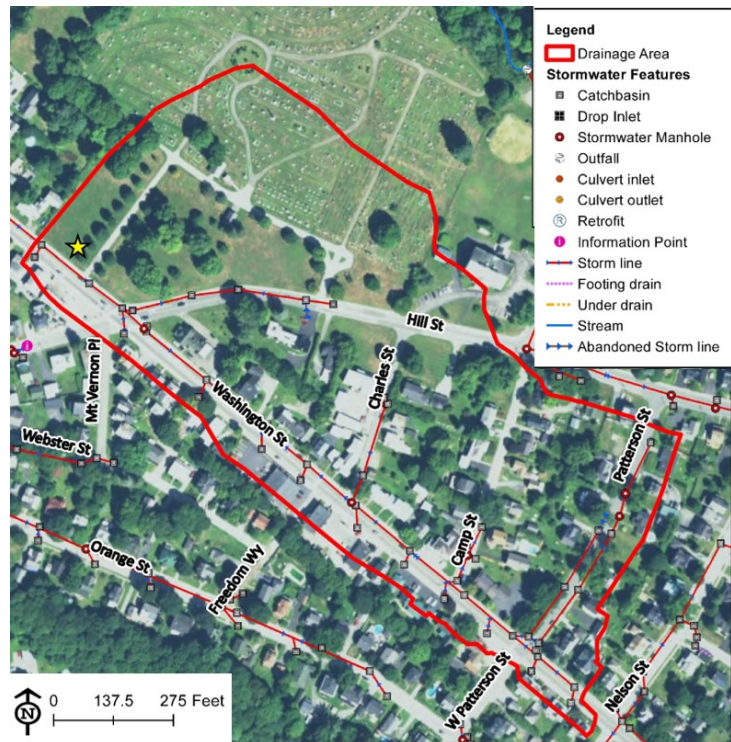 Legend
Drainage Area
Stormwater Features
Catchbasin
Drop Inlet
Stormwater Manhole
Outfall
Culvert inlet
Culvert outlet
R Retrofit
i Information Point
Storm line
Footing drain
Under drain
Stream
Abandoned Storm line
Hill St
Mt Vernon Pl
i
Charles St
Washington St
Patterson St
Webster St
Camp St
Orange St
Freedom Wy
W Patterson St
Nelson St
N
0 137.5 275 Feet